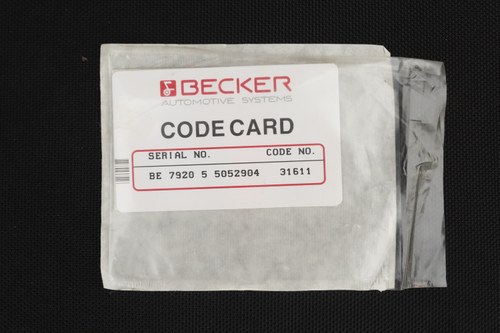 BECKER
AUTOMOTIVE SYSTEMS
CODE CARD
SERIAL NO. CODE NO.
BE 7920 5 5052904 31611